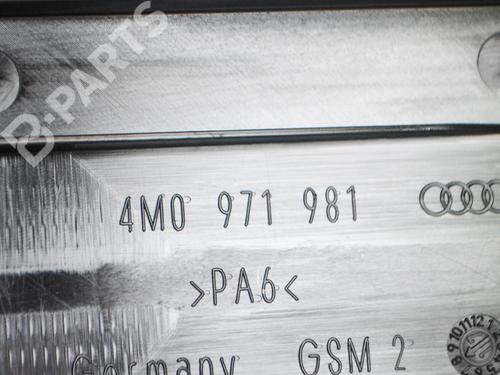 B-PARTS
4M0 971 981
>PA6<
Germany GSM 2